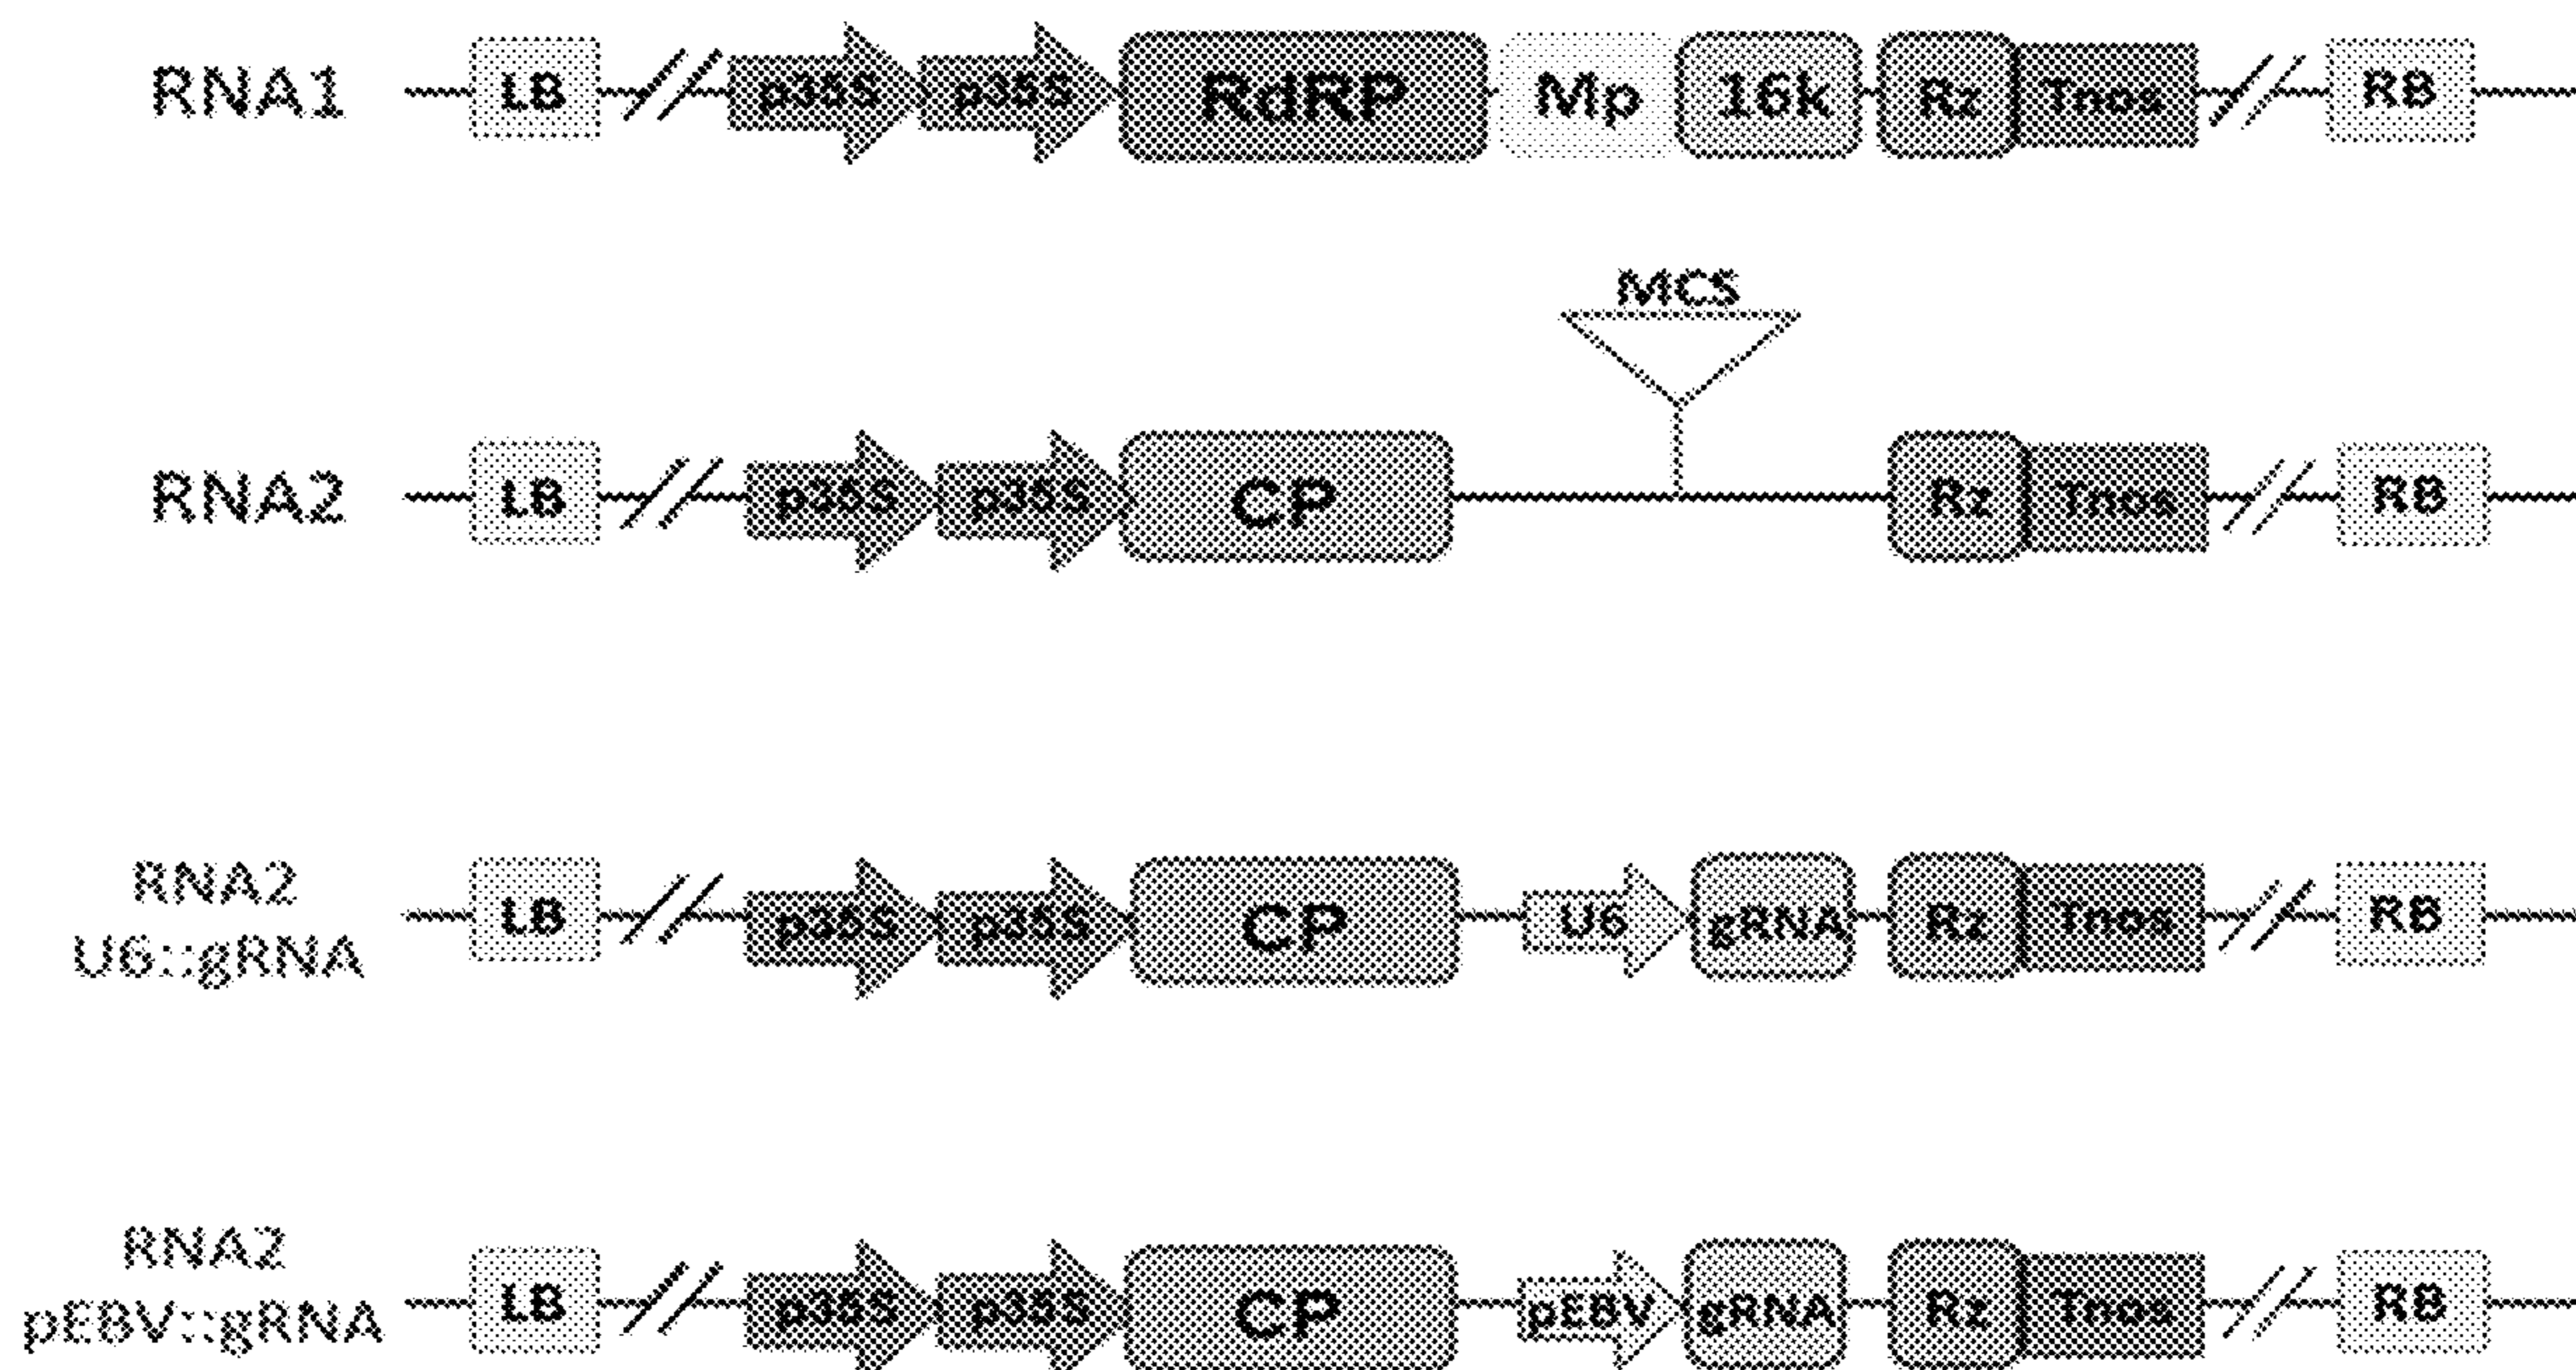 RNA1 LB p35S p35S RdRP Mp 16k Rz Tnos RB
MCS
RNA2 LB p35S p35S CP Rz Tnos RB
RNA2
U6::gRNA LB p35S p35S CP U6 gRNA Rz Tnos RB
RNA2
pEBV::gRNA LB p35S p35S CP pEBV gRNA Rz Tnos RB